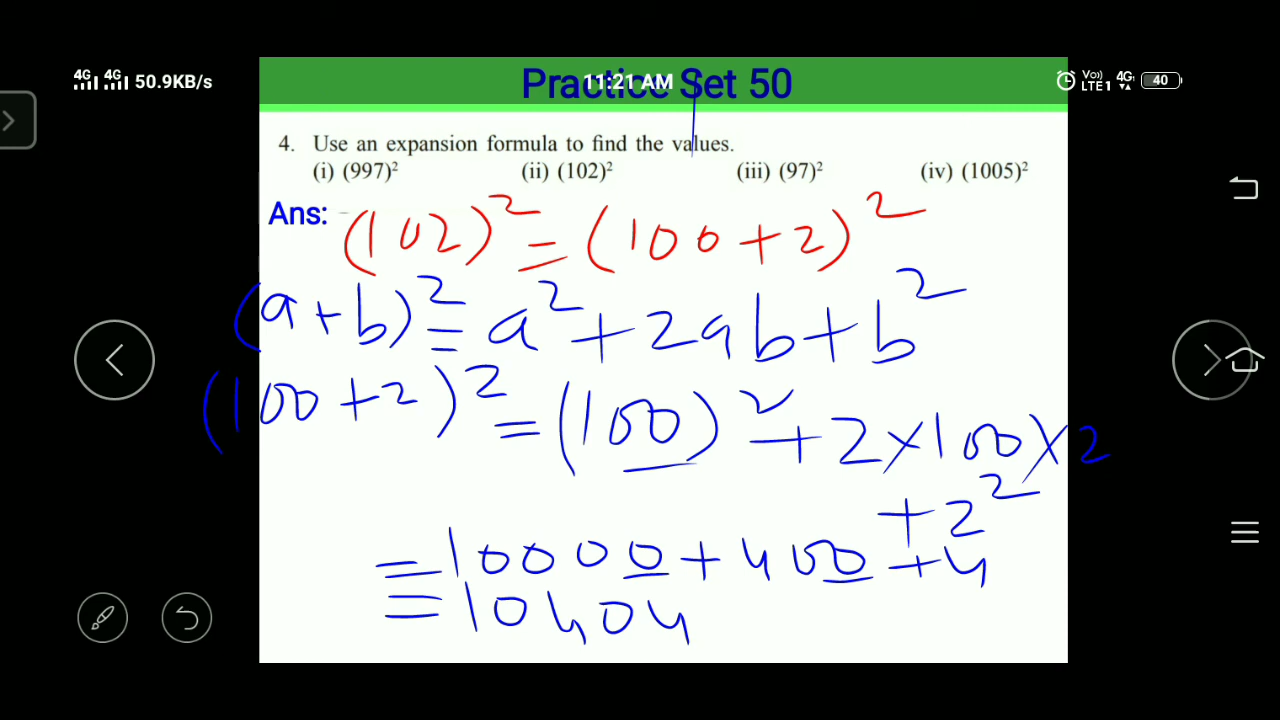 4G 4G 50.9KB/s
11:21 AM
Vo) LTE1 4G 40
Practice Set 50
4. Use an expansion formula to find the values.
(i) (997)² (ii) (102)² (iii) (97)² (iv) (1005)²
Ans: (102)² = (100+2)²
(a+b)² = a²+2ab+b²
(100+2)² = (100)² + 2×100×2
+2²
=10000+400+4
=10404